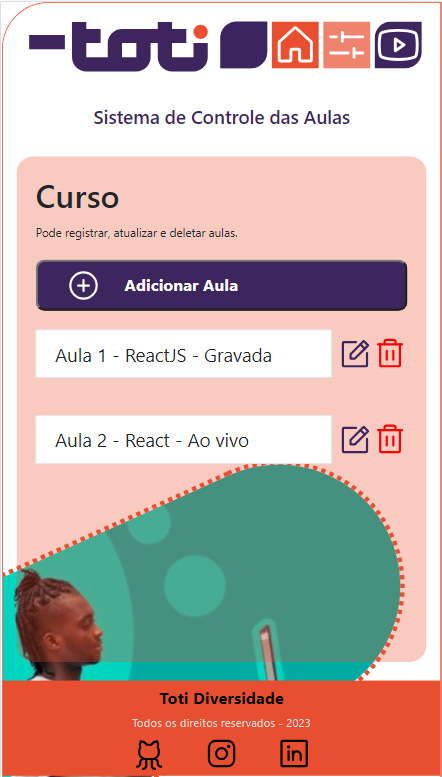 toti
Sistema de Controle das Aulas
Curso
Pode registrar, atualizar e deletar aulas.
Adicionar Aula
Aula 1 - ReactJS - Gravada
Aula 2 - React - Ao vivo
Toti Diversidade
Todos os direitos reservados - 2023
in